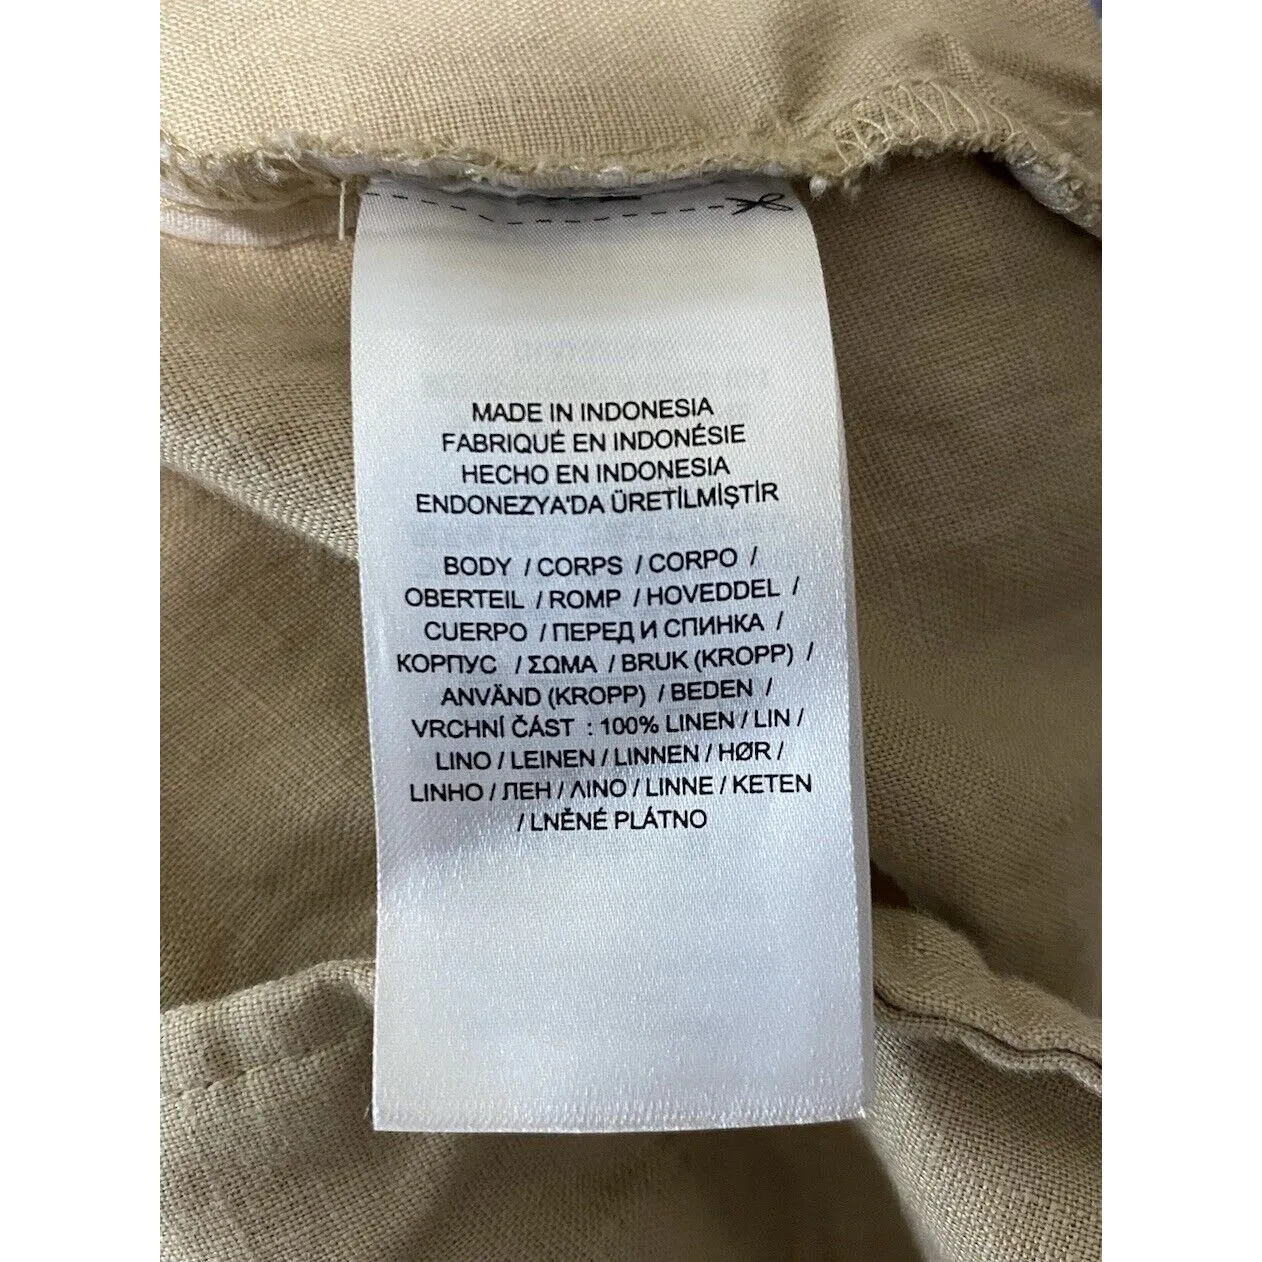 MADE IN INDONESIA
FABRIQUÉ EN INDONÉSIE
HECHO EN INDONESIA
ENDONEZYA'DA ÜRETİLMİŞTİR
BODY / CORPS / CORPO /
OBERTEIL / ROMP / HOVEDDEL /
CUERPO / ПЕРЕД И СПИНКА /
КОРПУС / ΣΩΜΑ / BRUK (KROPP) /
ANVÄND (KROPP) / BEDEN /
VRCHNÍ ČÁST : 100% LINEN / LIN /
LINO / LEINEN / LINNEN / HØR /
LINHO / ЛЕН / ΛΙΝΟ / LINNE / KETEN
/ LNĚNÉ PLÁTNO